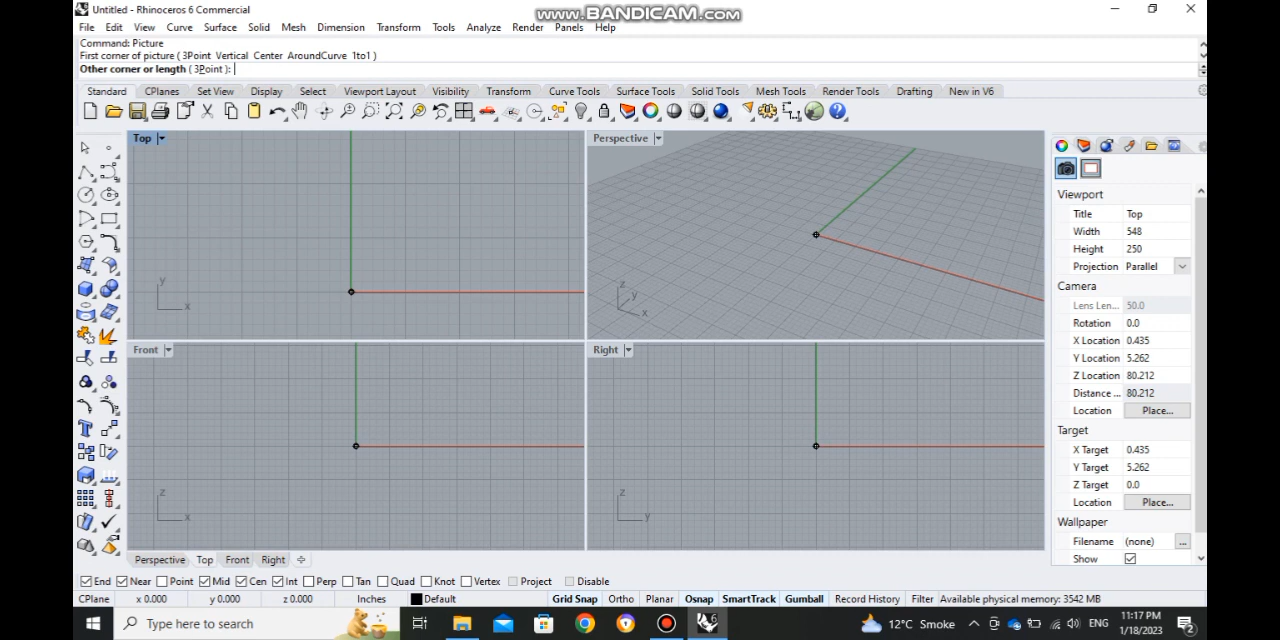 Untitled - Rhinoceros 6 Commercial
www.BANDICAM.com
File Edit View Curve Surface Solid Mesh Dimension Transform Tools Analyze Render Panels Help
Command: Picture
First corner of picture ( 3Point Vertical Center AroundCurve 1to1 )
Other corner or length ( 3Point ):
Standard CPlanes Set View Display Select Viewport Layout Visibility Transform Curve Tools Surface Tools Solid Tools Mesh Tools Render Tools Drafting New in V6
Top
Perspective
y
x
z
y
x
Viewport
Title Top
Width 548
Height 250
Projection Parallel
Camera
Lens Len... 50.0
Rotation 0.0
X Location 0.435
Y Location 5.262
Z Location 80.212
Distance ... 80.212
Location Place...
Target
X Target 0.435
Y Target 5.262
Z Target 0.0
Location Place...
Wallpaper
Filename (none) ...
Show
Front
Right
z
x
z
y
Perspective Top Front Right
End Near Point Mid Cen Int Perp Tan Quad Knot Vertex Project Disable
CPlane x 0.000 y 0.000 z 0.000 Inches Default Grid Snap Ortho Planar Osnap SmartTrack Gumball Record History Filter Available physical memory: 3542 MB
Type here to search
12°C Smoke
ENG
11:17 PM
1/18/2023
2